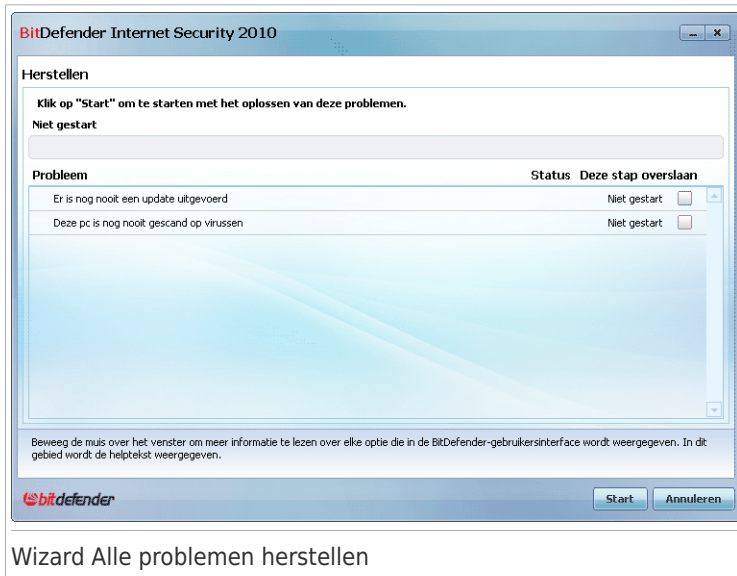 BitDefender Internet Security 2010
Herstellen
Klik op "Start" om te starten met het oplossen van deze problemen.
Niet gestart
Probleem Status Deze stap overslaan
Er is nog nooit een update uitgevoerd Niet gestart
Deze pc is nog nooit gescand op virussen Niet gestart
Beweeg de muis over het venster om meer informatie te lezen over elke optie die in de BitDefender-gebruikersinterface wordt weergegeven. In dit
gebied wordt de helptekst weergegeven.
bitdefender Start Annuleren
Wizard Alle problemen herstellen